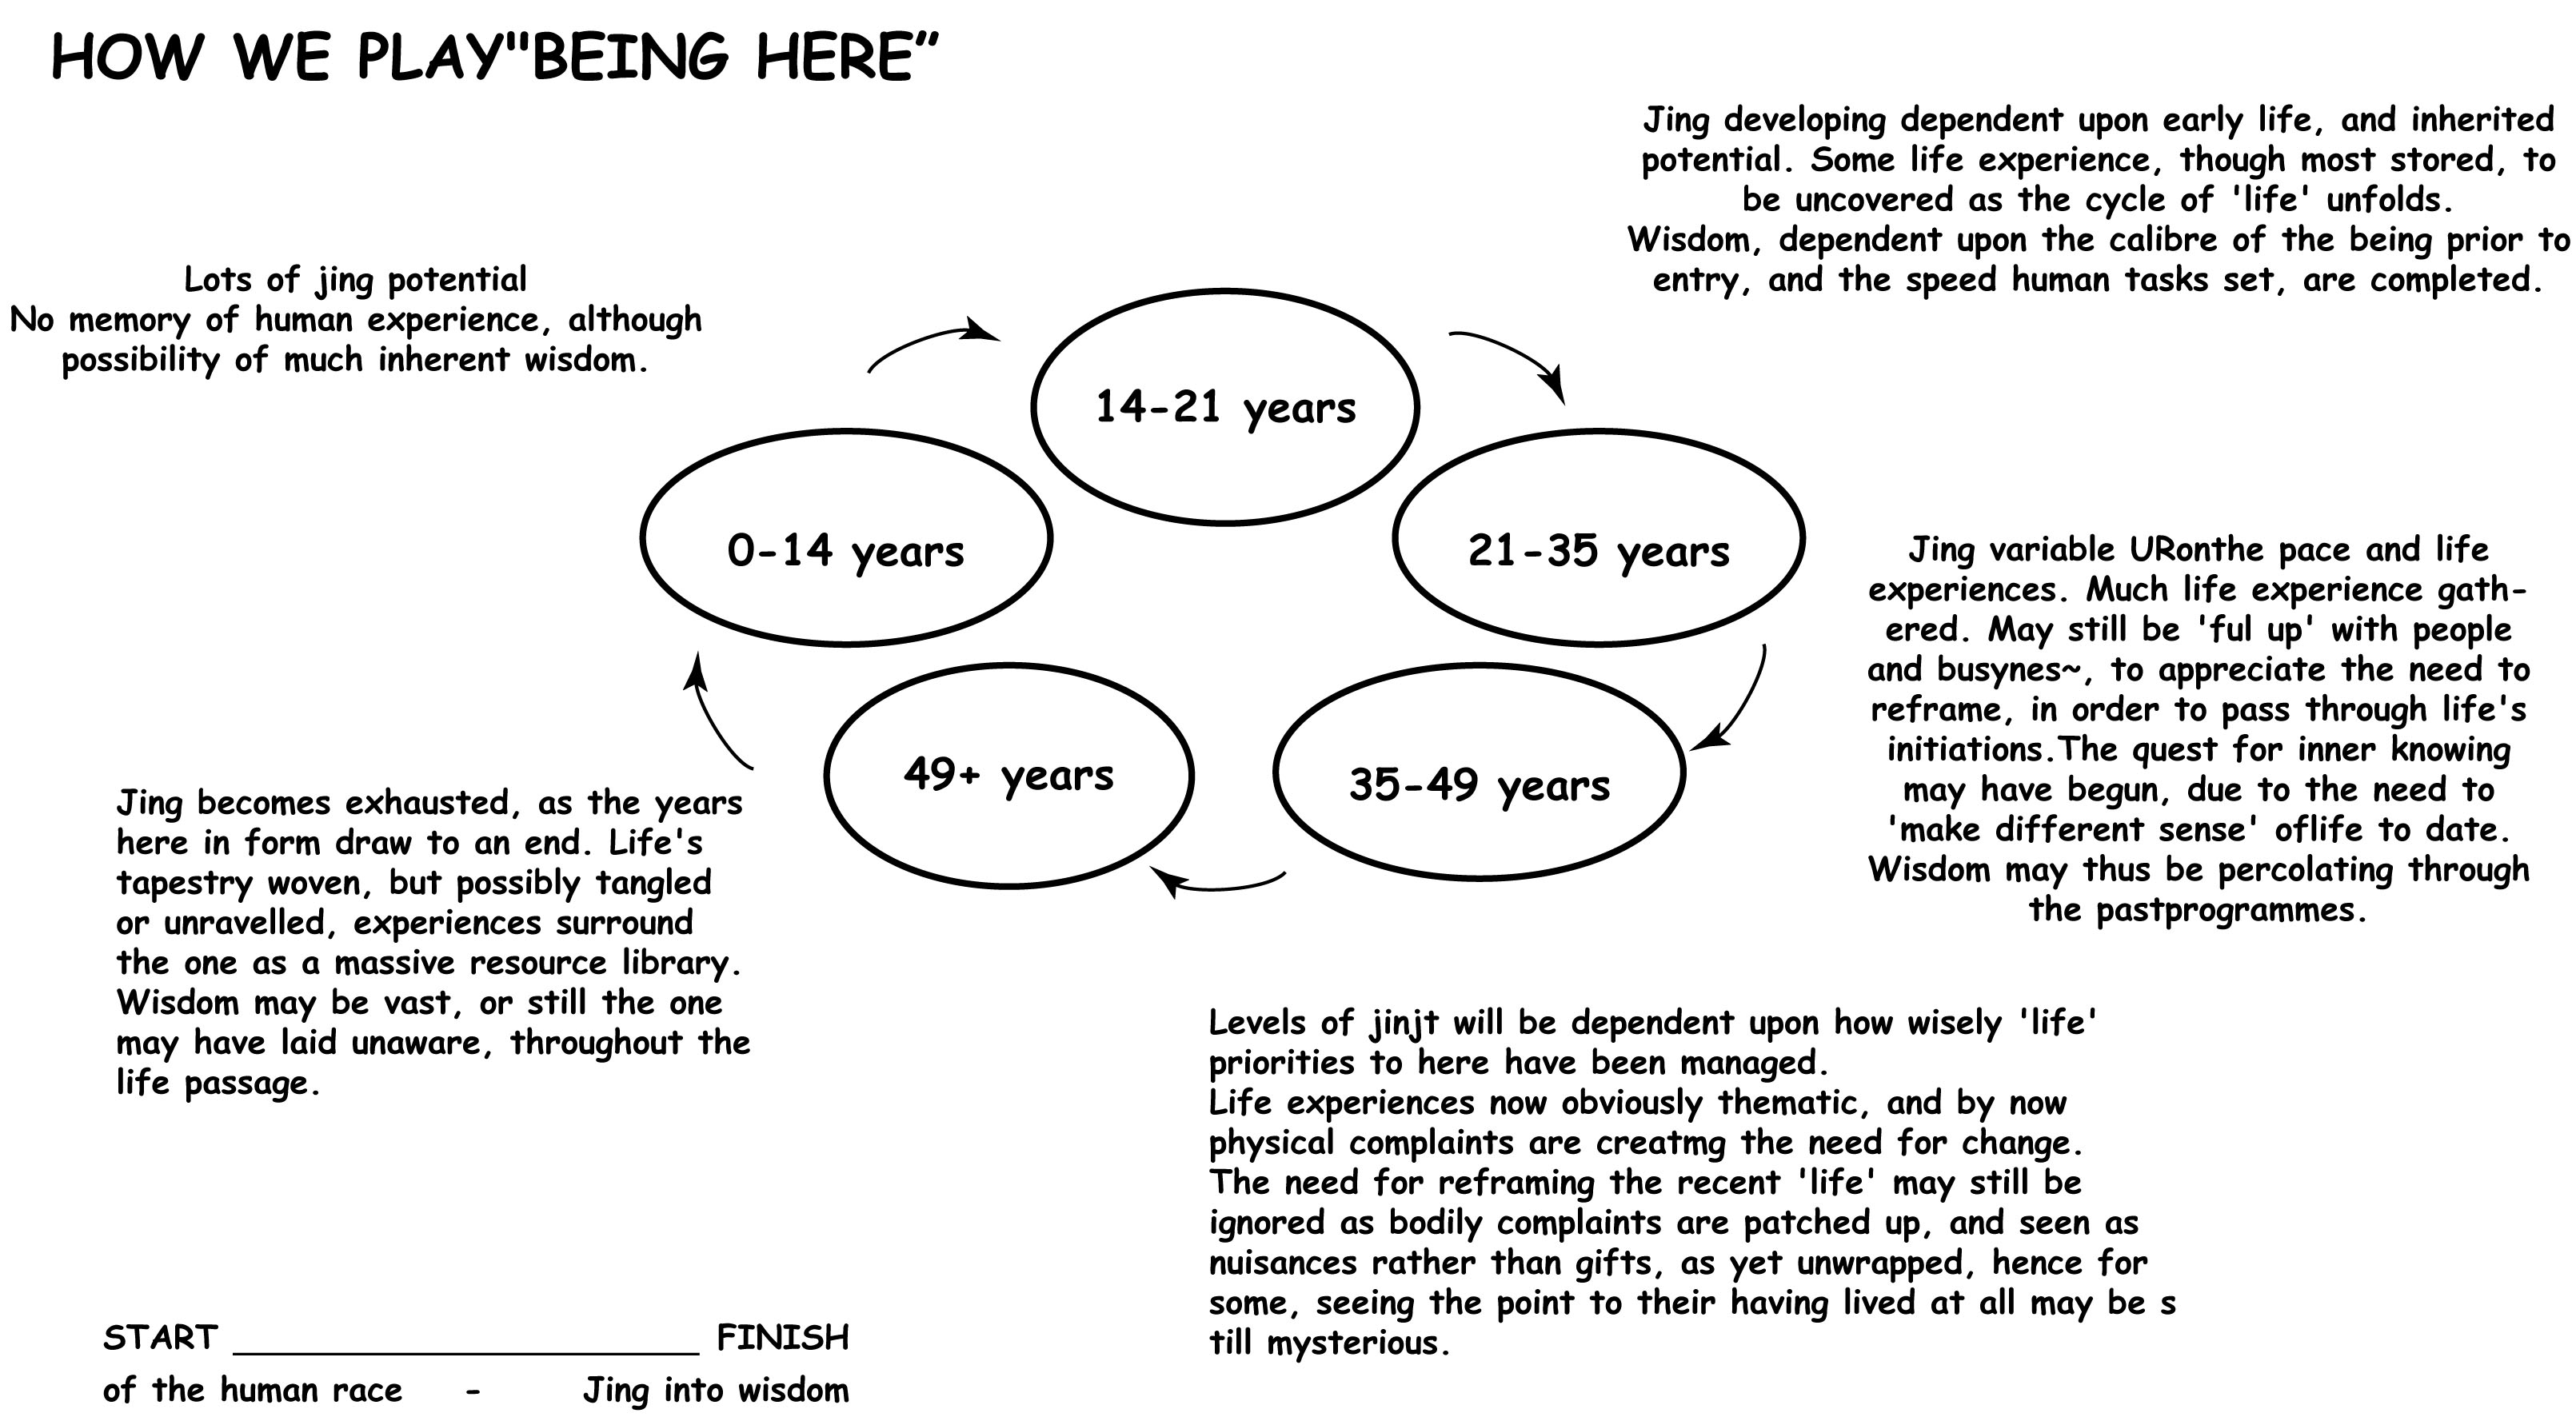 HOW WE PLAY"BEING HERE”
Jing developing dependent upon early life, and inherited
potential. Some life experience, though most stored, to
be uncovered as the cycle of 'life' unfolds.
Wisdom, dependent upon the calibre of the being prior to
entry, and the speed human tasks set, are completed.
Lots of jing potential
No memory of human experience, although
possibility of much inherent wisdom.
14-21 years
0-14 years
21-35 years
49+ years
35-49 years
Jing variable URonthe pace and life
experiences. Much life experience gath-
ered. May still be 'ful up' with people
and busynes~, to appreciate the need to
reframe, in order to pass through life's
initiations.The quest for inner knowing
may have begun, due to the need to
'make different sense' oflife to date.
Wisdom may thus be percolating through
the pastprogrammes.
Jing becomes exhausted, as the years
here in form draw to an end. Life's
tapestry woven, but possibly tangled
or unravelled, experiences surround
the one as a massive resource library.
Wisdom may be vast, or still the one
may have laid unaware, throughout the
life passage.
Levels of jinjt will be dependent upon how wisely 'life'
priorities to here have been managed.
Life experiences now obviously thematic, and by now
physical complaints are creatmg the need for change.
The need for reframing the recent 'life' may still be
ignored as bodily complaints are patched up, and seen as
nuisances rather than gifts, as yet unwrapped, hence for
some, seeing the point to their having lived at all may be s
till mysterious.
START ________________________ FINISH
of the human race - Jing into wisdom